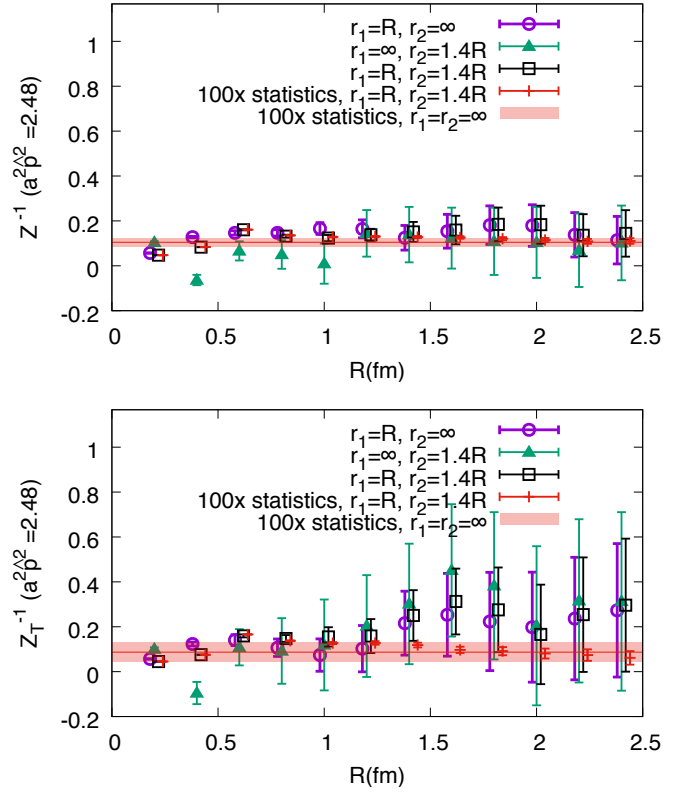 1
0.8
0.6
0.4
0.2
0
-0.2
Z⁻¹ (a²p̂²=2.48)
r₁=R, r₂=∞
r₁=∞, r₂=1.4R
r₁=R, r₂=1.4R
100x statistics, r₁=R, r₂=1.4R
100x statistics, r₁=r₂=∞
0 0.5 1 1.5 2 2.5
R(fm)
1
0.8
0.6
0.4
0.2
0
-0.2
Z_T⁻¹ (a²p̂²=2.48)
r₁=R, r₂=∞
r₁=∞, r₂=1.4R
r₁=R, r₂=1.4R
100x statistics, r₁=R, r₂=1.4R
100x statistics, r₁=r₂=∞
0 0.5 1 1.5 2 2.5
R(fm)